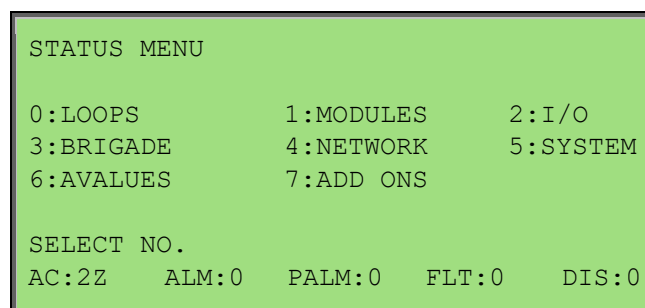 STATUS MENU
0:LOOPS 1:MODULES 2:I/O
3:BRIGADE 4:NETWORK 5:SYSTEM
6:AVALUES 7:ADD ONS
SELECT NO.
AC:2Z ALM:0 PALM:0 FLT:0 DIS:0